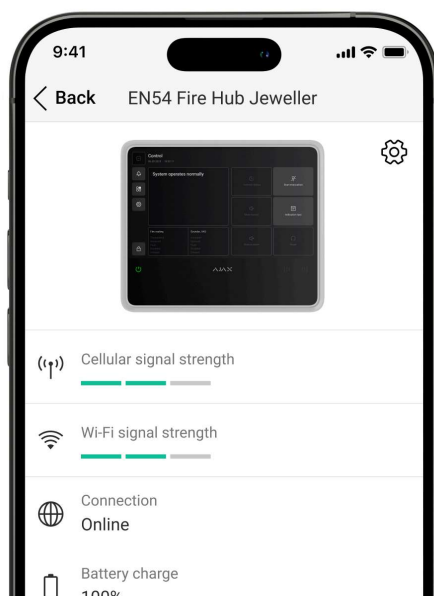 9:41
Back
EN54 Fire Hub Jeweller
Control
System operates normally
AJAX
Cellular signal strength
Wi-Fi signal strength
Connection
Online
Battery charge
100%